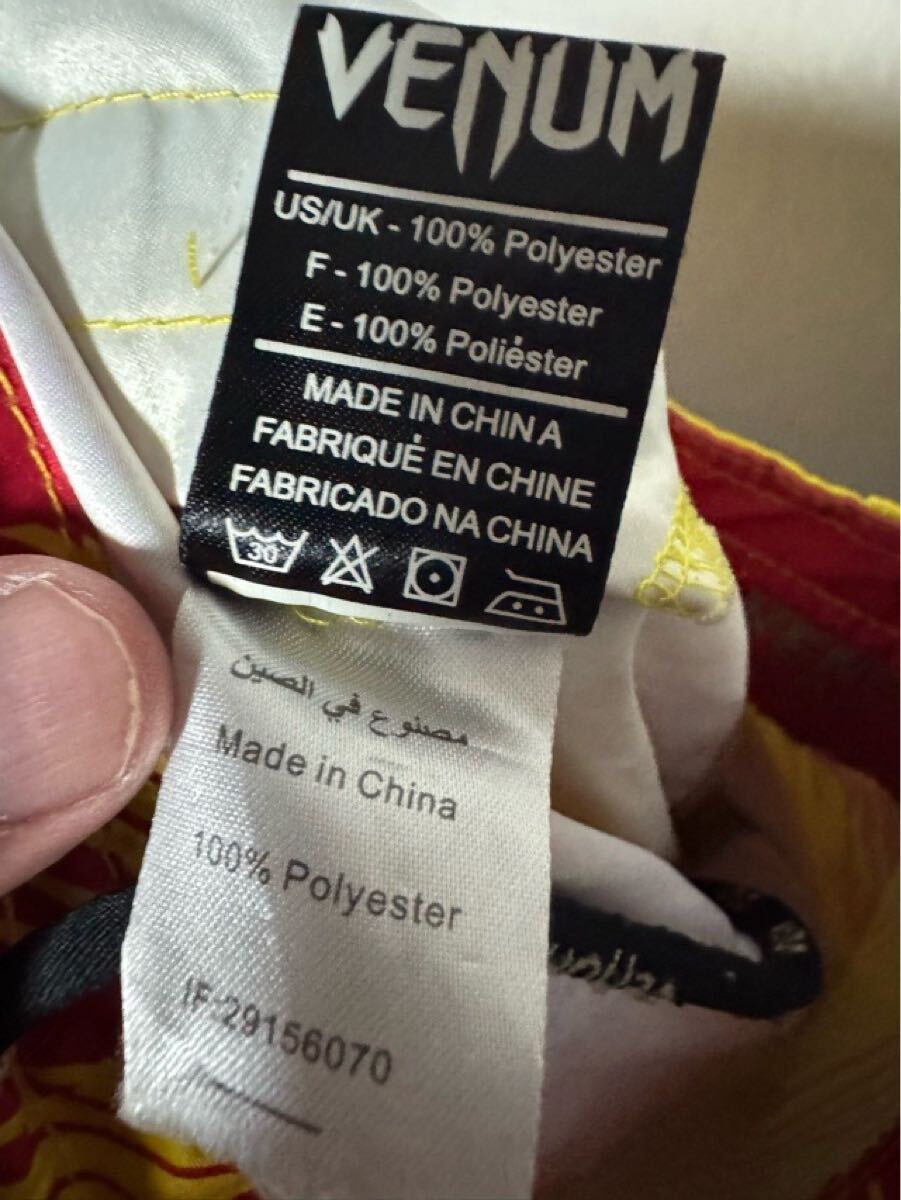 VENUM
US/UK - 100% Polyester
F - 100% Polyester
E - 100% Poliéster
MADE IN CHINA
FABRIQUÉ EN CHINE
FABRICADO NA CHINA
30
مصنوع في الصين
Made in China
100% Polyester
IF:29156070